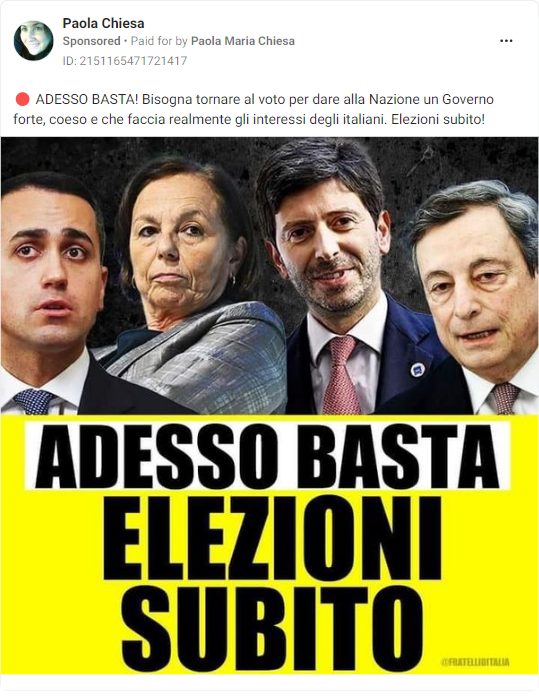 Paola Chiesa
Sponsored • Paid for by Paola Maria Chiesa
ID: 2151165471721417
🔴 ADESSO BASTA! Bisogna tornare al voto per dare alla Nazione un Governo
forte, coeso e che faccia realmente gli interessi degli italiani. Elezioni subito!
ADESSO BASTA
ELEZIONI
SUBITO
@FRATELLIDITALIA